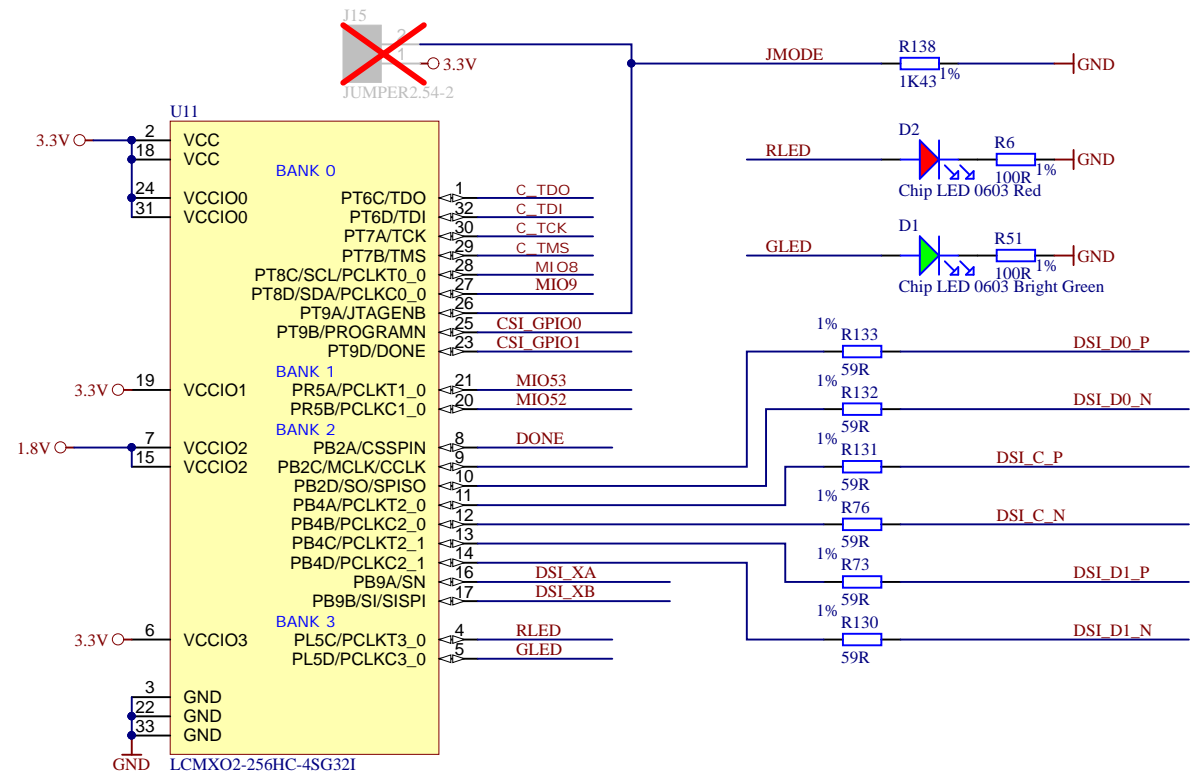 J15
2
1
3.3V
JUMPER2.54-2
JMODE
R138
1K43
1%
GND
U11
3.3V
2
VCC
18
VCC
24
VCCIO0
31
VCCIO0
BANK 0
PT6C/TDO
1
C_TDO
PT6D/TDI
32
C_TDI
PT7A/TCK
30
C_TCK
PT7B/TMS
29
C_TMS
PT8C/SCL/PCLKT0_0
28
MIO8
PT8D/SDA/PCLKC0_0
27
MIO9
PT9A/JTAGENB
26
PT9B/PROGRAMN
25
CSI_GPIO0
PT9D/DONE
23
CSI_GPIO1
RLED
D2
R6
100R
1%
GND
Chip LED 0603 Red
GLED
D1
R51
100R
1%
GND
Chip LED 0603 Bright Green
3.3V
19
VCCIO1
BANK 1
PR5A/PCLKT1_0
21
MIO53
PR5B/PCLKC1_0
20
MIO52
1.8V
7
VCCIO2
15
VCCIO2
BANK 2
PB2A/CSSPIN
8
DONE
PB2C/MCLK/CCLK
9
PB2D/SO/SPISO
10
PB4A/PCLKT2_0
11
PB4B/PCLKC2_0
12
PB4C/PCLKT2_1
13
PB4D/PCLKC2_1
14
PB9A/SN
16
DSI_XA
PB9B/SI/SISPI
17
DSI_XB
1%
R133
59R
DSI_D0_P
1%
R132
59R
DSI_D0_N
1%
R131
59R
DSI_C_P
1%
R76
59R
DSI_C_N
1%
R73
59R
DSI_D1_P
1%
R130
59R
DSI_D1_N
3.3V
6
VCCIO3
BANK 3
PL5C/PCLKT3_0
4
RLED
PL5D/PCLKC3_0
5
GLED
3
GND
22
GND
33
GND
GND
LCMXO2-256HC-4SG32I